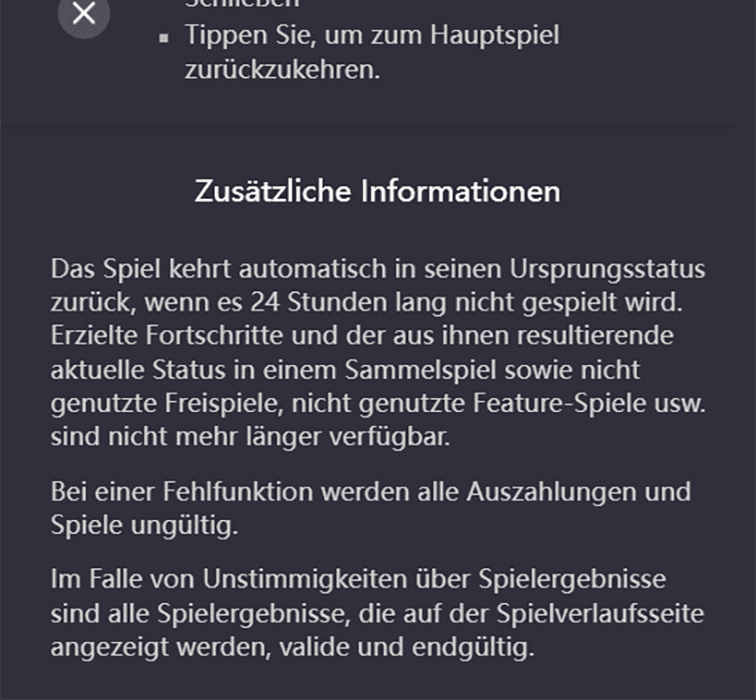 Schließen
Tippen Sie, um zum Hauptspiel
zurückzukehren.
Zusätzliche Informationen
Das Spiel kehrt automatisch in seinen Ursprungsstatus
zurück, wenn es 24 Stunden lang nicht gespielt wird.
Erzielte Fortschritte und der aus ihnen resultierende
aktuelle Status in einem Sammelspiel sowie nicht
genutzte Freispiele, nicht genutzte Feature-Spiele usw.
sind nicht mehr länger verfügbar.
Bei einer Fehlfunktion werden alle Auszahlungen und
Spiele ungültig.
Im Falle von Unstimmigkeiten über Spielergebnisse
sind alle Spielergebnisse, die auf der Spielverlaufsseite
angezeigt werden, valide und endgültig.